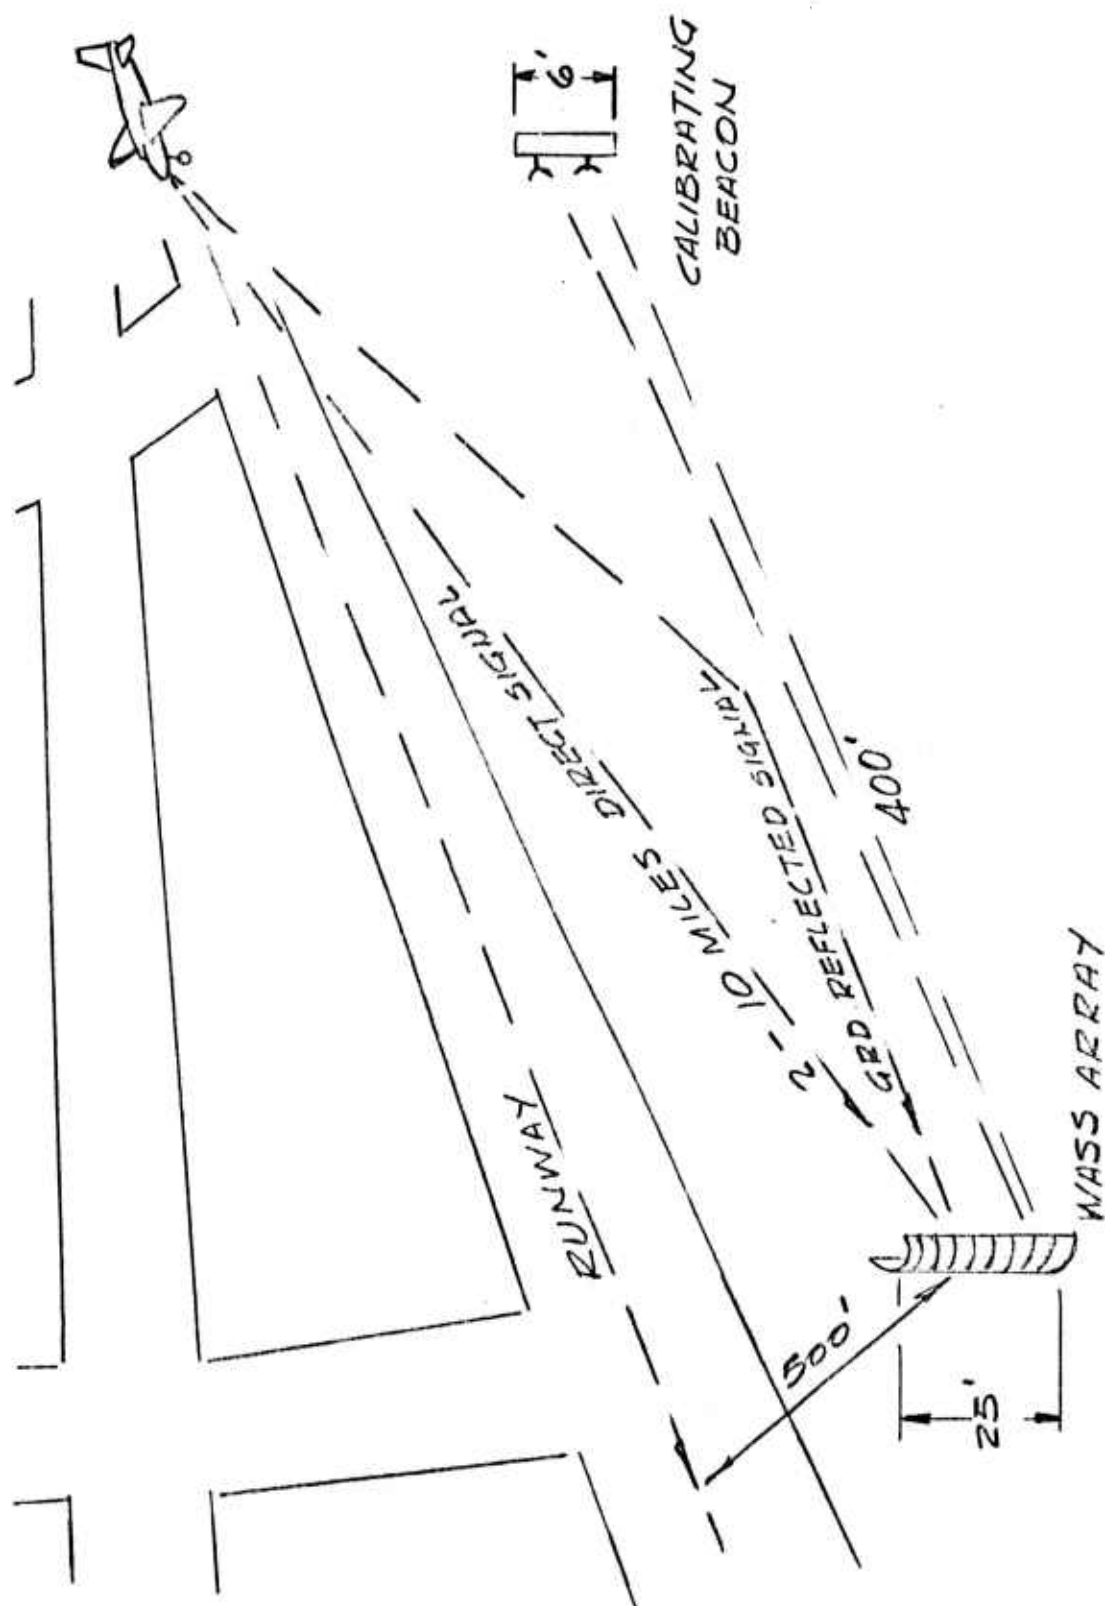 6'
CALIBRATING
BEACON
2 - 10 MILES DIRECT SIGNAL
GRD REFLECTED SIGNAL
400'
RUNWAY
500'
25'
WASS ARRAY